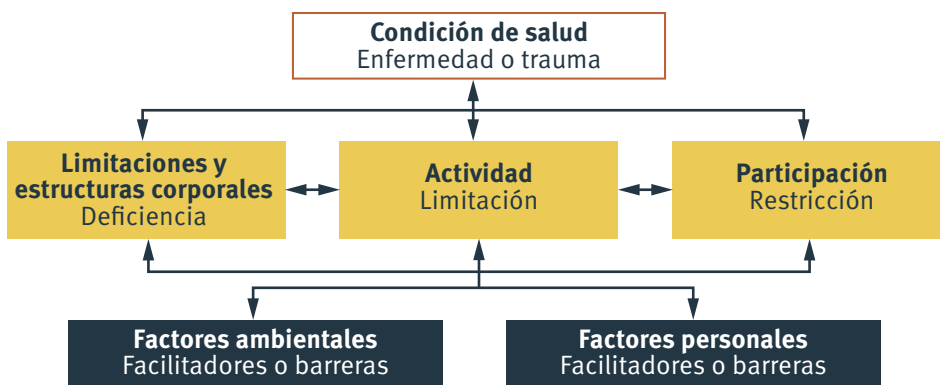 Condición de salud
Enfermedad o trauma
Limitaciones y
estructuras corporales
Deficiencia
Actividad
Limitación
Participación
Restricción
Factores ambientales
Facilitadores o barreras
Factores personales
Facilitadores o barreras